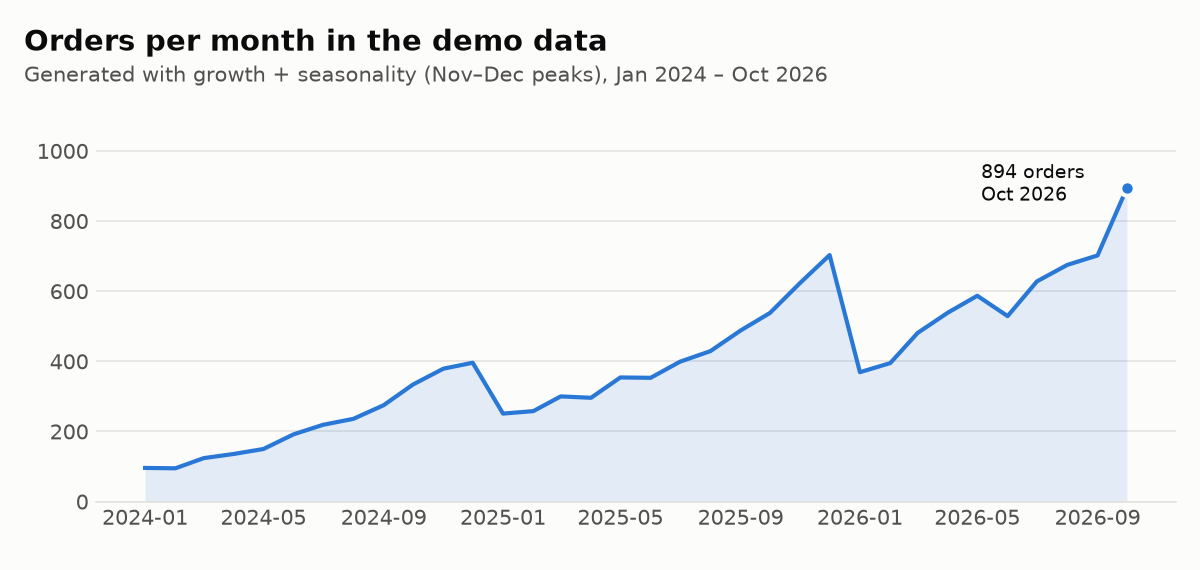 Orders per month in the demo data
Generated with growth + seasonality (Nov–Dec peaks), Jan 2024 – Oct 2026
1000
894 orders
Oct 2026
800
600
400
200
0
2024-01 2024-05 2024-09 2025-01 2025-05 2025-09 2026-01 2026-05 2026-09